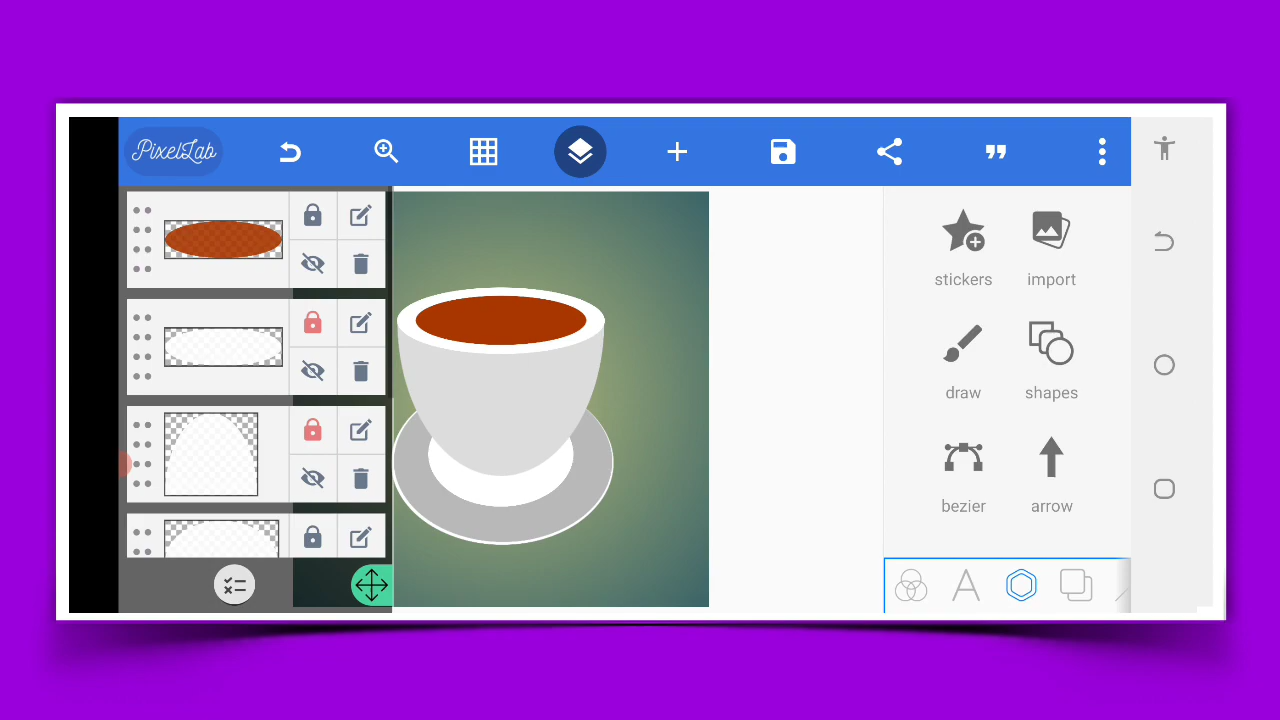 PixelLab
stickers
import
draw
shapes
bezier
arrow